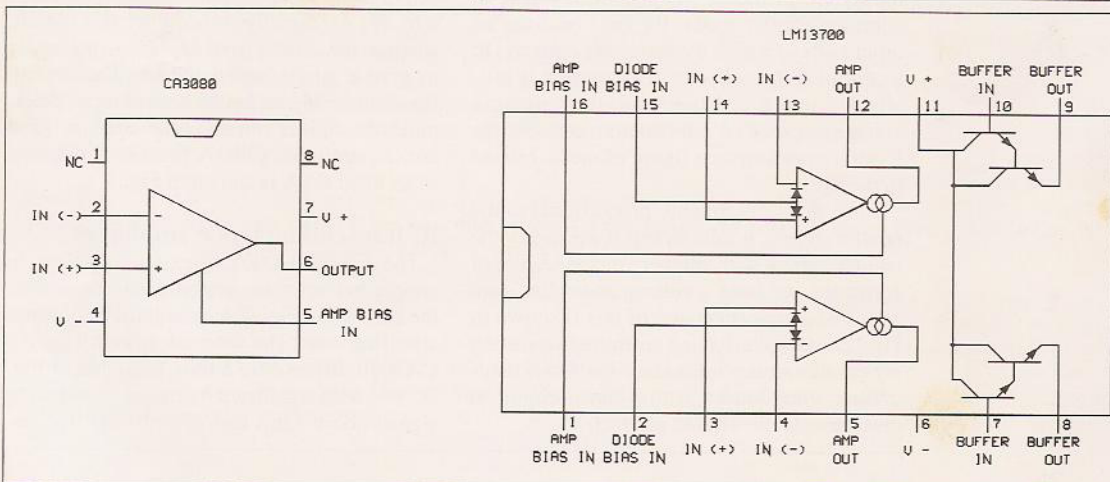 CA3080
NC 1
8 NC
IN (-) 2
7 V +
-
IN (+) 3
+
6 OUTPUT
V - 4
5 AMP BIAS
IN
LM13700
AMP DIODE IN (+) IN (-) AMP V + BUFFER BUFFER
BIAS IN BIAS IN OUT IN OUT
16 15 14 13 12 11 10 9
-
+
+
-
1 2 3 4 5 6 7 8
AMP DIODE IN (+) IN (-) AMP V - BUFFER BUFFER
BIAS IN BIAS IN OUT IN OUT